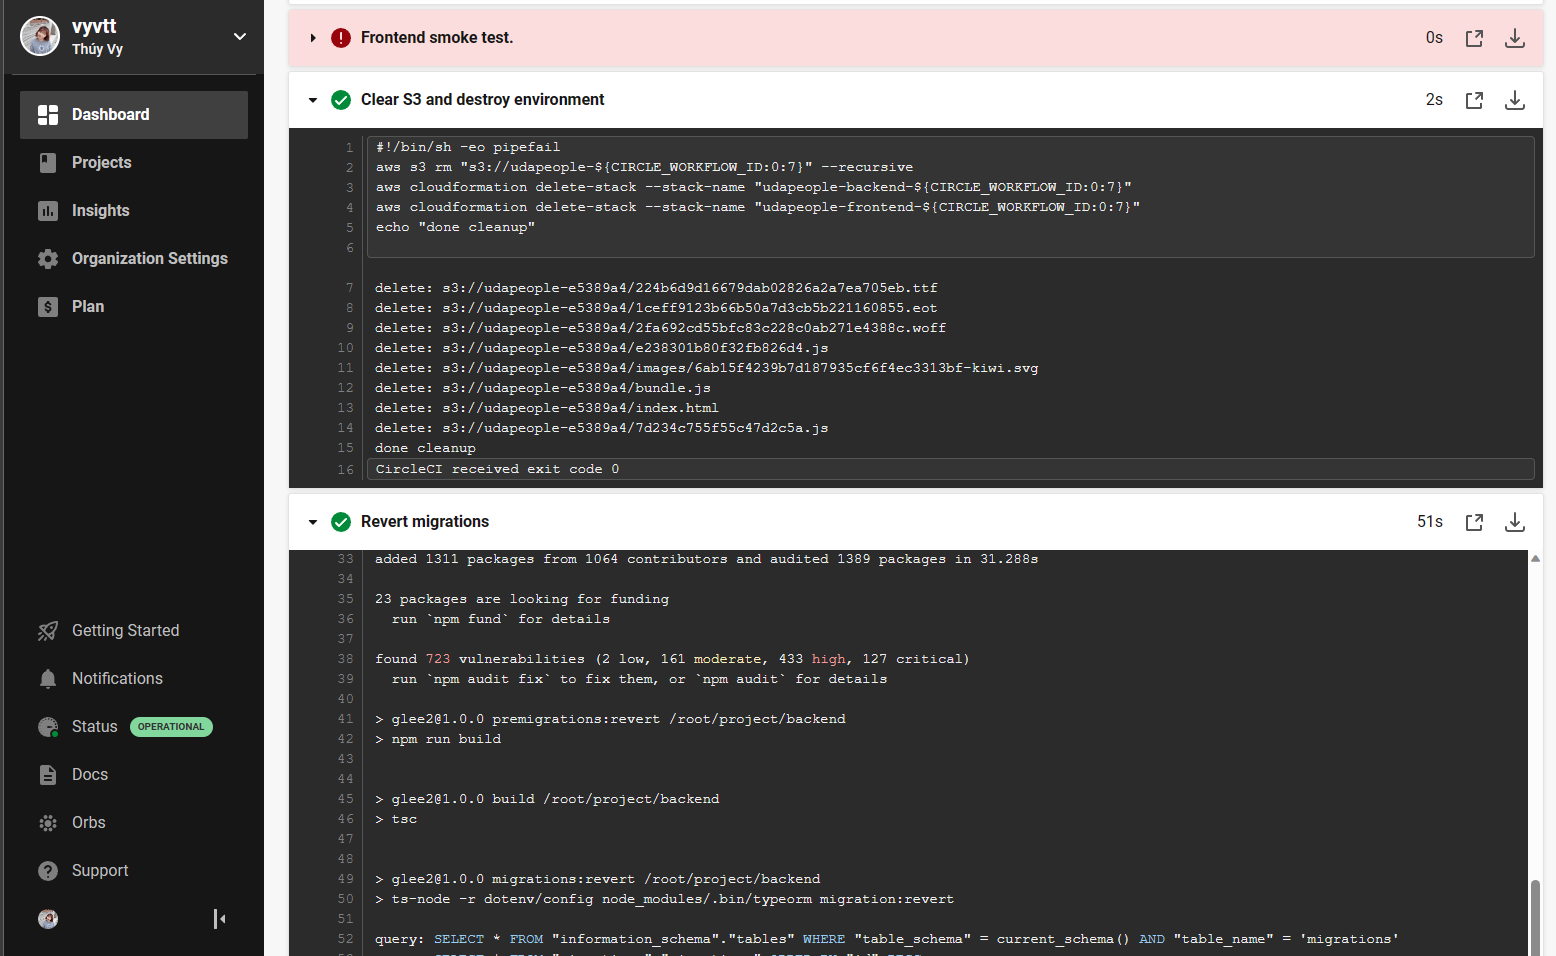 vyvtt
Thúy Vy
Dashboard
Projects
Insights
Organization Settings
$ Plan
Getting Started
Notifications
Status OPERATIONAL
Docs
Orbs
? Support
! Frontend smoke test. 0s
Clear S3 and destroy environment 2s
1 #!/bin/sh -eo pipefail
2 aws s3 rm "s3://udapeople-${CIRCLE_WORKFLOW_ID:0:7}" --recursive
3 aws cloudformation delete-stack --stack-name "udapeople-backend-${CIRCLE_WORKFLOW_ID:0:7}"
4 aws cloudformation delete-stack --stack-name "udapeople-frontend-${CIRCLE_WORKFLOW_ID:0:7}"
5 echo "done cleanup"
6
7 delete: s3://udapeople-e5389a4/224b6d9d16679dab02826a2a7ea705eb.ttf
8 delete: s3://udapeople-e5389a4/1ceff9123b66b50a7d3cb5b221160855.eot
9 delete: s3://udapeople-e5389a4/2fa692cd55bfc83c228c0ab271e4388c.woff
10 delete: s3://udapeople-e5389a4/e238301b80f32fb826d4.js
11 delete: s3://udapeople-e5389a4/images/6ab15f4239b7d187935cf6f4ec3313bf-kiwi.svg
12 delete: s3://udapeople-e5389a4/bundle.js
13 delete: s3://udapeople-e5389a4/index.html
14 delete: s3://udapeople-e5389a4/7d234c755f55c47d2c5a.js
15 done cleanup
16 CircleCI received exit code 0
Revert migrations 51s
33 added 1311 packages from 1064 contributors and audited 1389 packages in 31.288s
34
35 23 packages are looking for funding
36 run `npm fund` for details
37
38 found 723 vulnerabilities (2 low, 161 moderate, 433 high, 127 critical)
39 run `npm audit fix` to fix them, or `npm audit` for details
40
41 > glee2@1.0.0 premigrations:revert /root/project/backend
42 > npm run build
43
44
45 > glee2@1.0.0 build /root/project/backend
46 > tsc
47
48
49 > glee2@1.0.0 migrations:revert /root/project/backend
50 > ts-node -r dotenv/config node_modules/.bin/typeorm migration:revert
51
52 query: SELECT * FROM "information_schema"."tables" WHERE "table_schema" = current_schema() AND "table_name" = 'migrations'